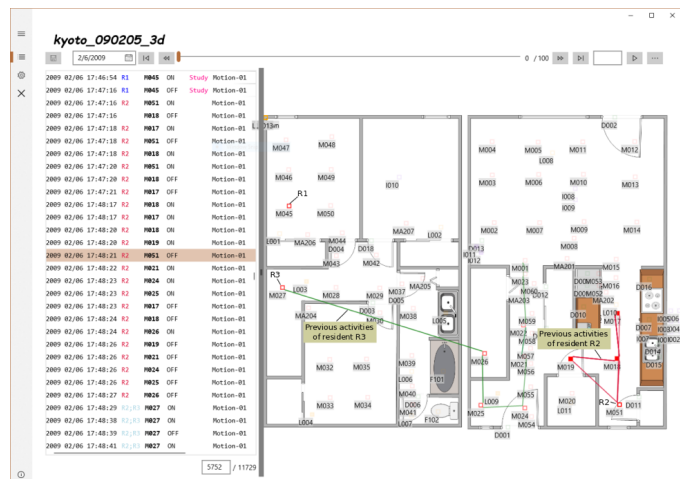 kyoto_090205_3d
2/6/2009
0 / 100
2009 02/06 17:46:54 R1 M045 ON Study Motion-01
2009 02/06 17:47:16 R1 M045 OFF Study Motion-01
2009 02/06 17:47:16 R2 M051 ON Motion-01
2009 02/06 17:47:16 M018 OFF Motion-01
2009 02/06 17:47:18 R2 M017 ON Motion-01
2009 02/06 17:47:18 R2 M051 OFF Motion-01
2009 02/06 17:47:18 R2 M018 ON Motion-01
2009 02/06 17:47:20 R2 M051 ON Motion-01
2009 02/06 17:47:20 R2 M018 OFF Motion-01
2009 02/06 17:47:21 R2 M017 OFF Motion-01
2009 02/06 17:48:17 R2 M018 ON Motion-01
2009 02/06 17:48:17 R2 M017 ON Motion-01
2009 02/06 17:48:20 R2 M018 ON Motion-01
2009 02/06 17:48:20 R2 M019 ON Motion-01
2009 02/06 17:48:21 R2 M051 OFF Motion-01
2009 02/06 17:48:22 R2 M021 ON Motion-01
2009 02/06 17:48:23 R2 M024 ON Motion-01
2009 02/06 17:48:23 R2 M025 ON Motion-01
2009 02/06 17:48:23 R2 M017 OFF Motion-01
2009 02/06 17:48:24 R2 M018 OFF Motion-01
2009 02/06 17:48:24 R2 M026 ON Motion-01
2009 02/06 17:48:26 R2 M019 OFF Motion-01
2009 02/06 17:48:26 R2 M021 OFF Motion-01
2009 02/06 17:48:26 R2 M024 OFF Motion-01
2009 02/06 17:48:26 R2 M025 OFF Motion-01
2009 02/06 17:48:27 R2 M026 OFF Motion-01
2009 02/06 17:48:29 R2;R3 M027 ON Motion-01
2009 02/06 17:48:38 R2;R3 M027 ON Motion-01
2009 02/06 17:48:39 R2;R3 M027 OFF Motion-01
2009 02/06 17:48:41 R2;R3 M027 ON Motion-01
5752 / 11729
M047 M048
M046 M049
I010
R1
M045 M050
MA207
L002
L001 MA206 M044
D004 D018
M043 M042
R3
M027 L003 M028 M029 M037 MA205
D005
D003
MA204 M030 M038 L005
Previous activities
of resident R3
M032 M035 M039
L006 F101
M040
M033 M034 D006
M041
L004 L007 F102
D002
M004 M005 M011 M012
L008
M003 M006 M010 M013
I008
I009
M002 M007 M009 M014
D013 M008
I011
I012
M001 MA201 M015
M023 D016
M016
M060 D012 MA202
MA203 D010 L010
M059 D007
M022
M058 D014
D015
Previous activities
of resident R2
M026 M057 M019 M018
M021
M056
M055 M020
L009 L011 R2 D011
M025 M024 M051
M054
D001